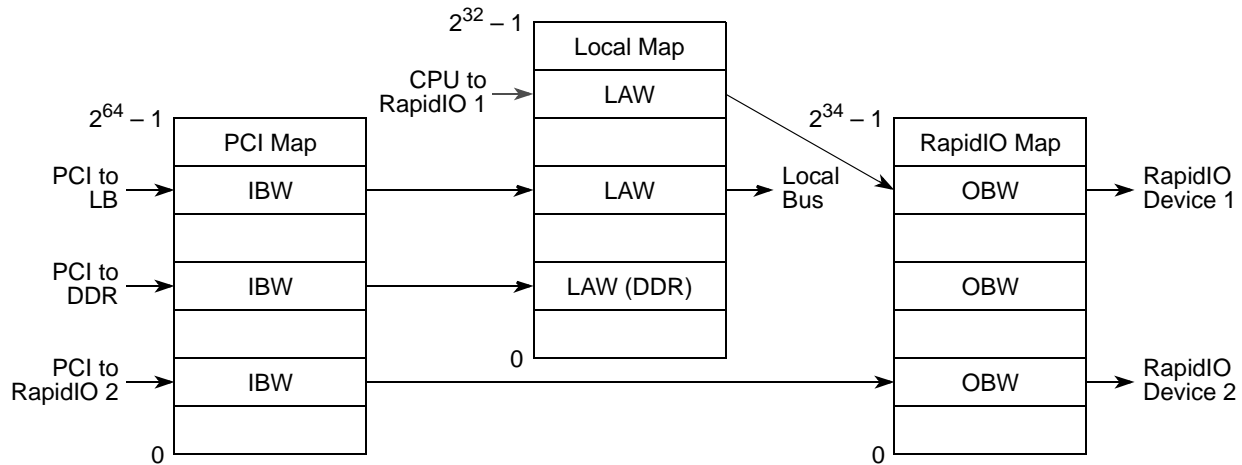 2^32 – 1
Local Map
CPU to
RapidIO 1
LAW
2^64 – 1
2^34 – 1
PCI Map
RapidIO Map
PCI to
LB
IBW
LAW
Local
Bus
OBW
RapidIO
Device 1
PCI to
DDR
IBW
LAW (DDR)
OBW
0
PCI to
RapidIO 2
IBW
OBW
RapidIO
Device 2
0
0